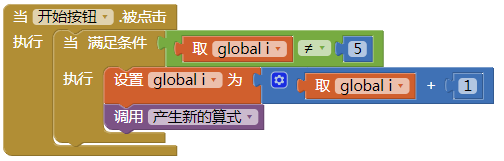 当 开始按钮 .被点击
执行 当 满足条件 取 global i ≠ 5
执行 设置 global i 为 取 global i + 1
调用 产生新的算式